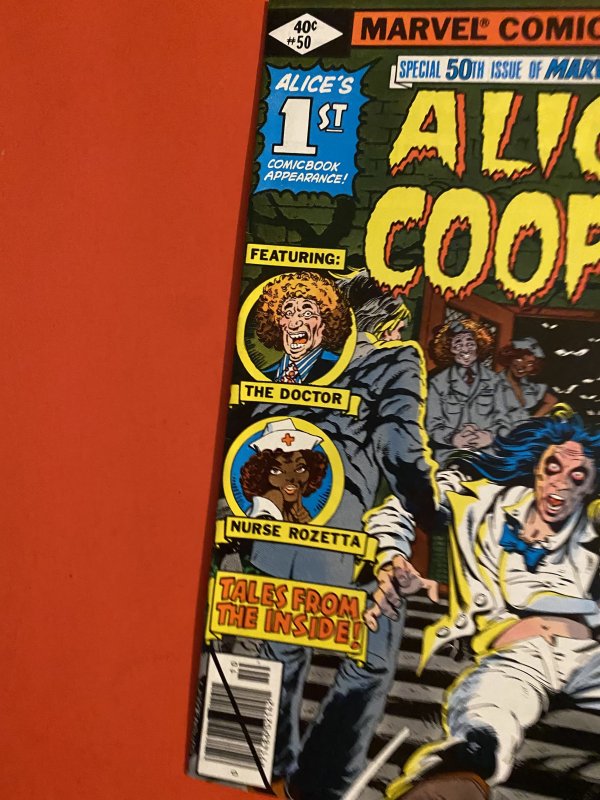 40¢
#50
MARVEL® COMIC
SPECIAL 50TH ISSUE OF MARV
ALICE'S
1ST
COMICBOOK
APPEARANCE!
ALIC
COOP
FEATURING:
THE DOCTOR
NURSE ROZETTA
TALES FROM
THE INSIDE!